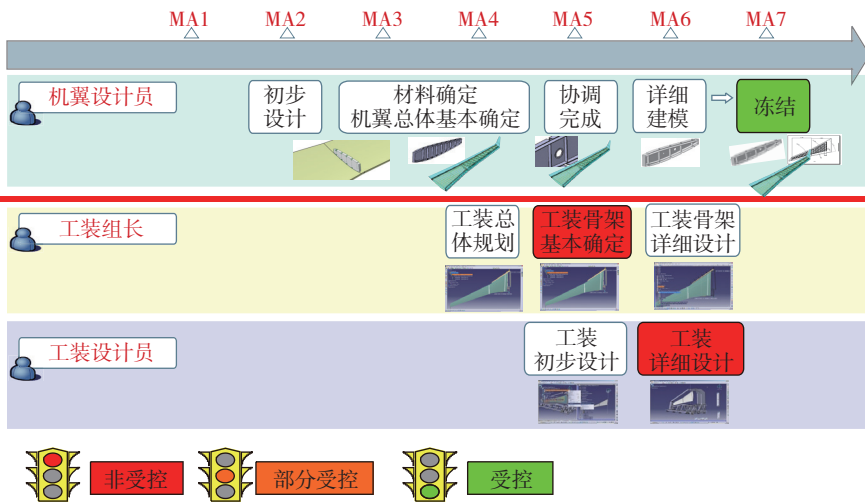 MA1 MA2 MA3 MA4 MA5 MA6 MA7
机翼设计员
初步
设计
材料确定
机翼总体基本确定
协调
完成
详细
建模
冻结
工装组长
工装总
体规划
工装骨架
基本确定
工装骨架
详细设计
工装设计员
工装
初步设计
工装
详细设计
非受控 部分受控 受控